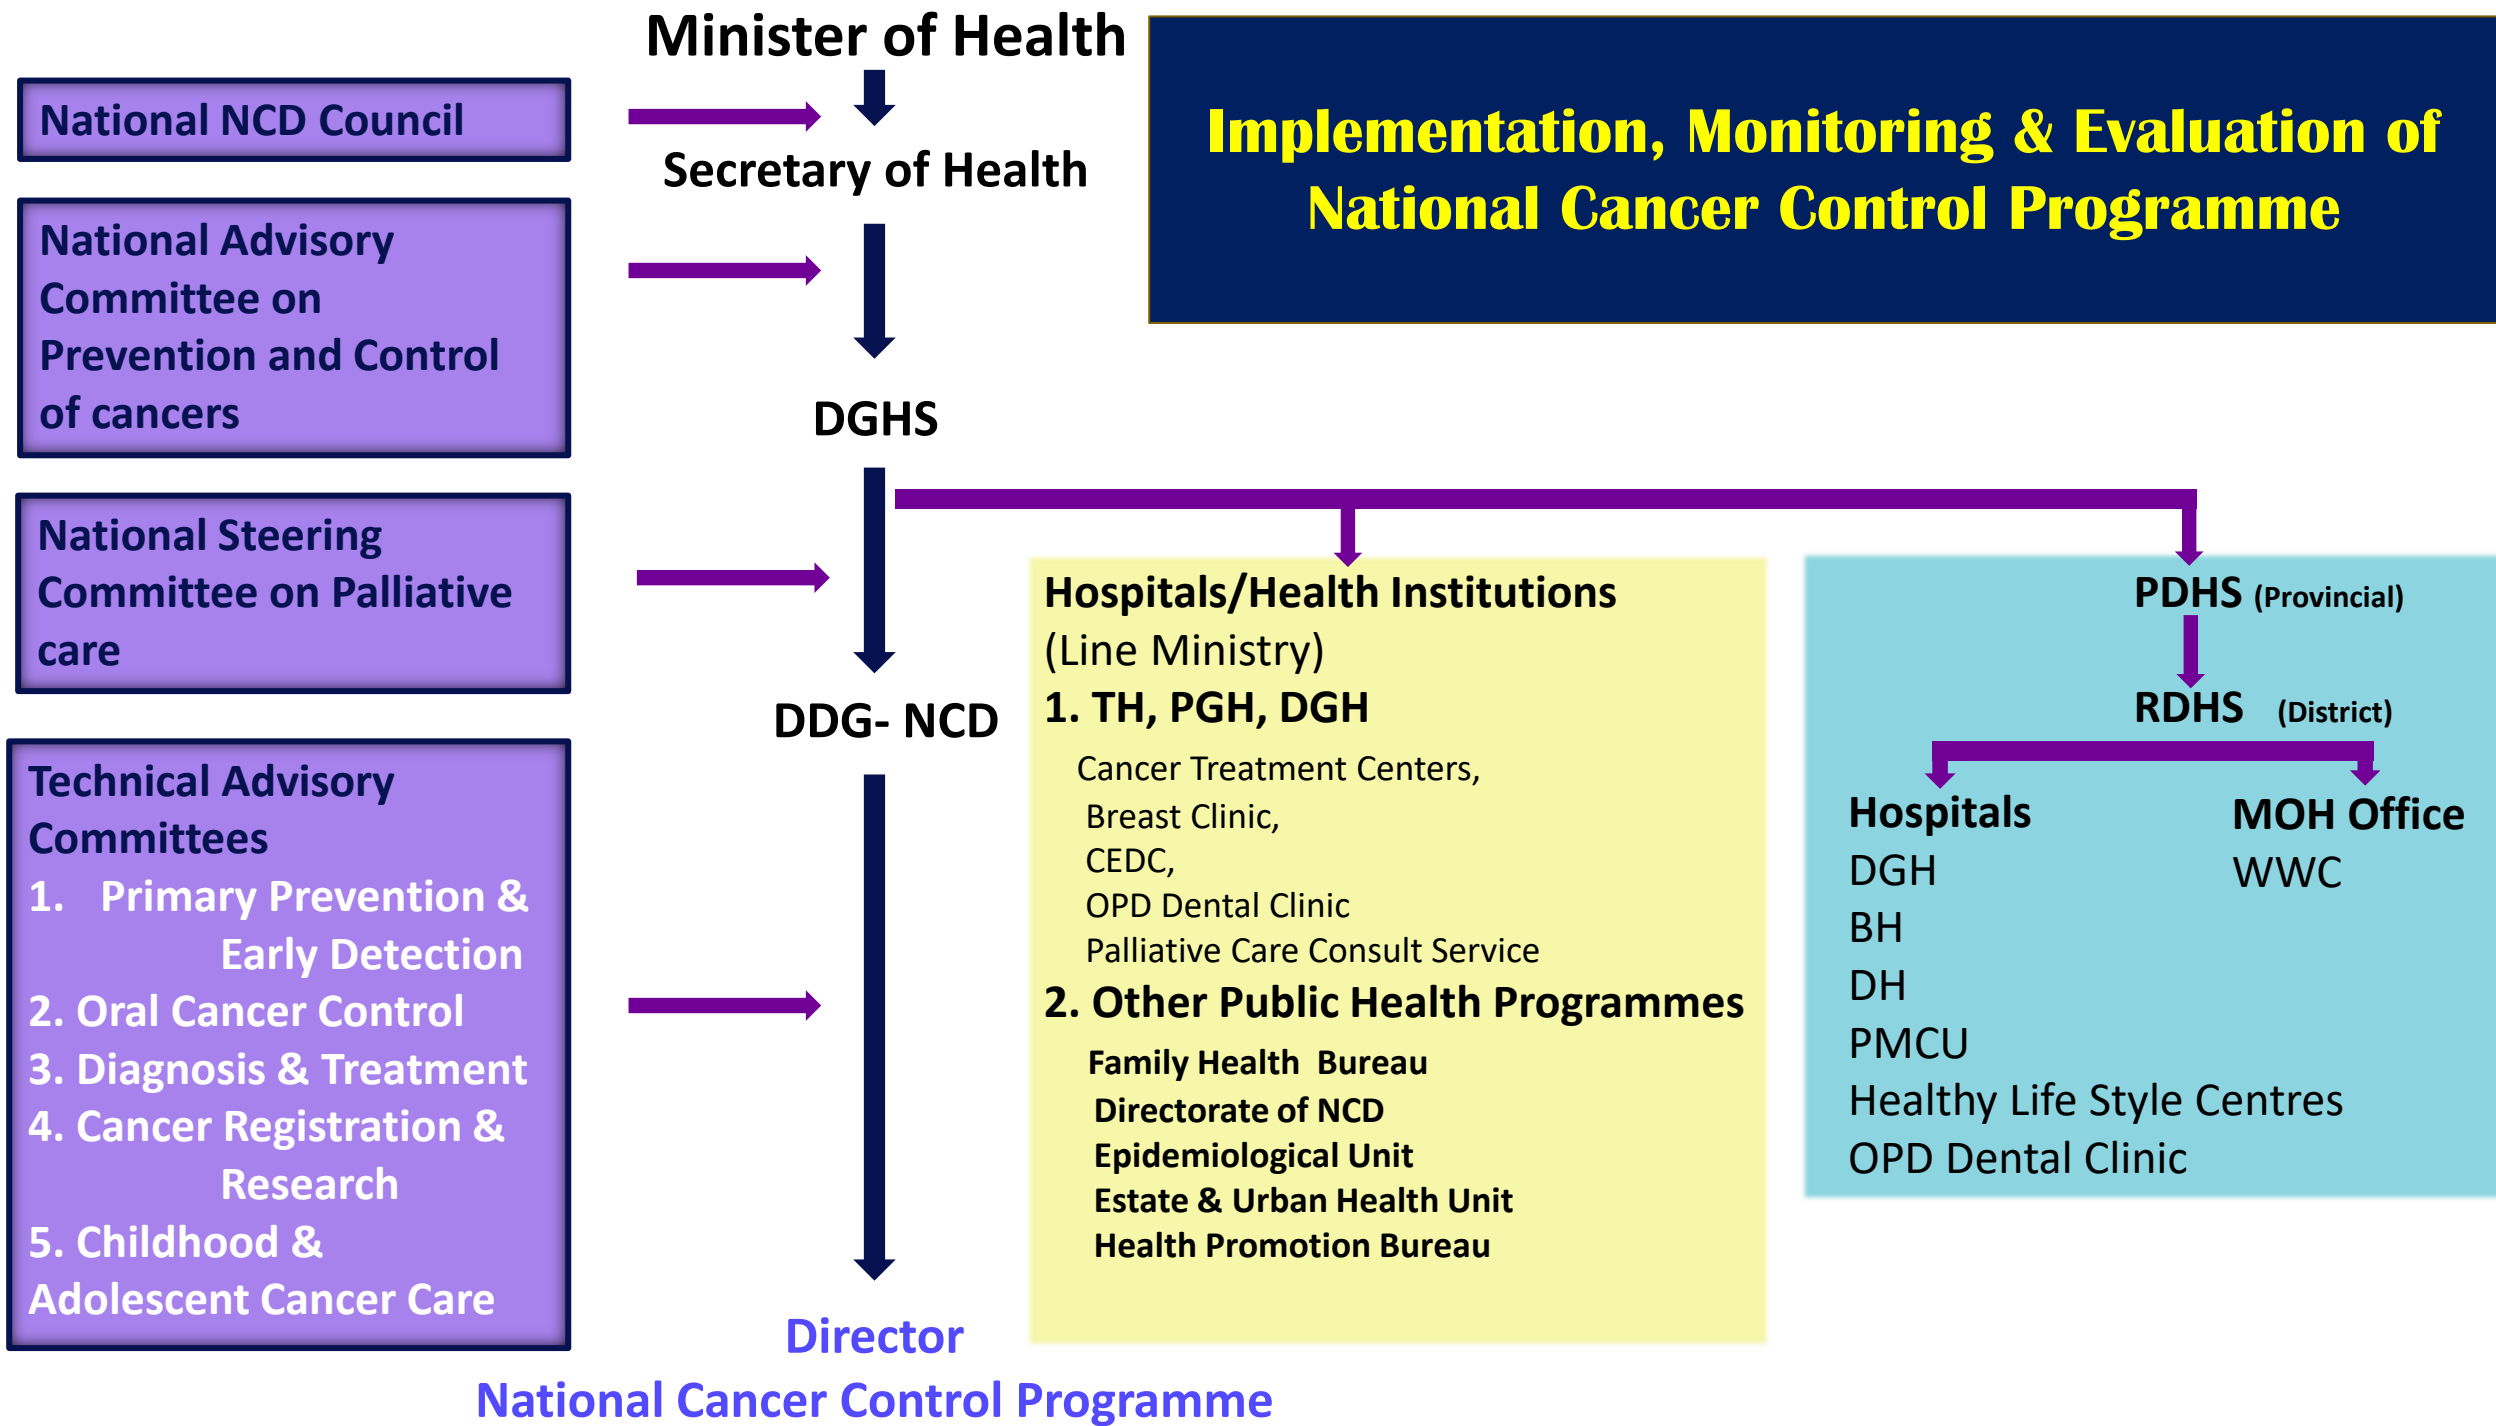 Minister of Health
Implementation, Monitoring & Evaluation of
National Cancer Control Programme
National NCD Council
Secretary of Health
National Advisory
Committee on
Prevention and Control
of cancers
DGHS
National Steering
Committee on Palliative
care
DDG- NCD
Technical Advisory
Committees
1. Primary Prevention &
Early Detection
2. Oral Cancer Control
3. Diagnosis & Treatment
4. Cancer Registration &
Research
5. Childhood &
Adolescent Cancer Care
Director
National Cancer Control Programme
Hospitals/Health Institutions
(Line Ministry)
1. TH, PGH, DGH
Cancer Treatment Centers,
Breast Clinic,
CEDC,
OPD Dental Clinic
Palliative Care Consult Service
2. Other Public Health Programmes
Family Health Bureau
Directorate of NCD
Epidemiological Unit
Estate & Urban Health Unit
Health Promotion Bureau
PDHS (Provincial)
RDHS (District)
Hospitals
DGH
BH
DH
PMCU
Healthy Life Style Centres
OPD Dental Clinic
MOH Office
WWC